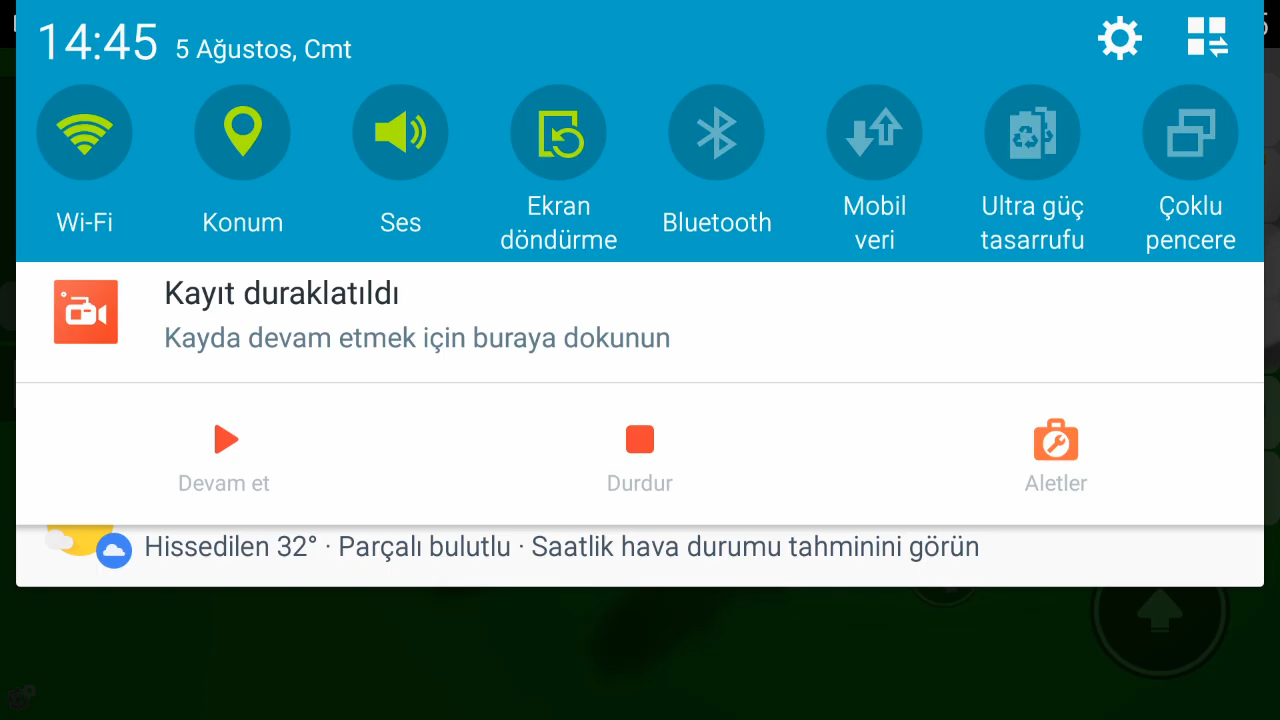 14:45 5 Ağustos, Cmt
Wi-Fi
Konum
Ses
Ekran
döndürme
Bluetooth
Mobil
veri
Ultra güç
tasarrufu
Çoklu
pencere
Kayıt duraklatıldı
Kayda devam etmek için buraya dokunun
Devam et
Durdur
Aletler
Hissedilen 32° · Parçalı bulutlu · Saatlik hava durumu tahminini görün